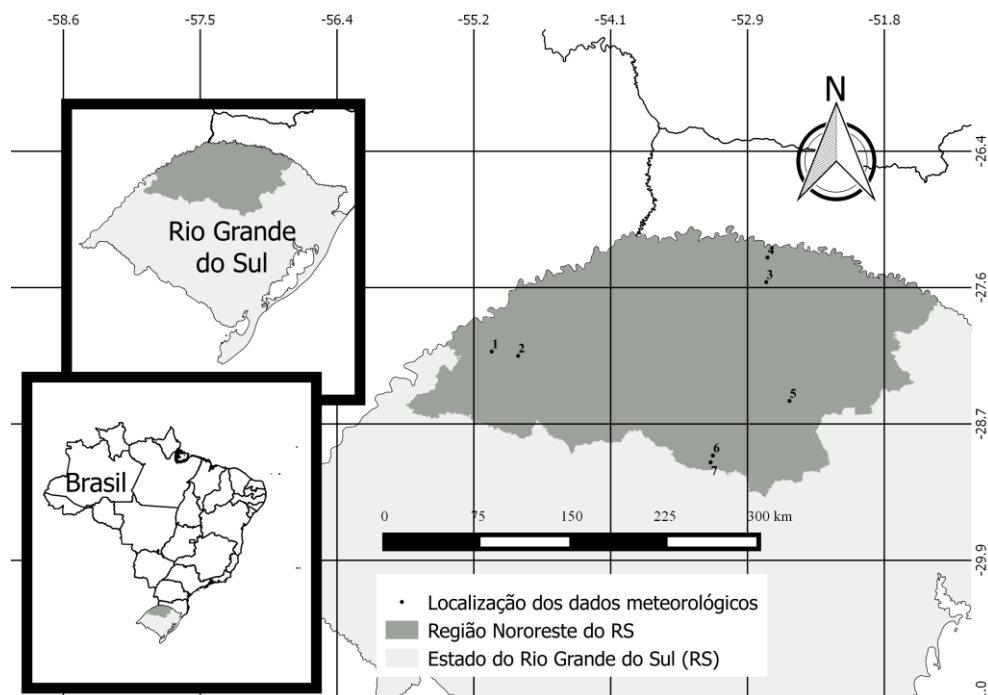 -58.6 -57.5 -56.4 -55.2 -54.1 -52.9 -51.8
N
-26.4
Rio Grande
do Sul
4
3
-27.6
1 2
5
-28.7
6
7
Brasil
0 75 150 225 300 km
-29.9
Localização dos dados meteorológicos
Região Nororeste do RS
Estado do Rio Grande do Sul (RS)